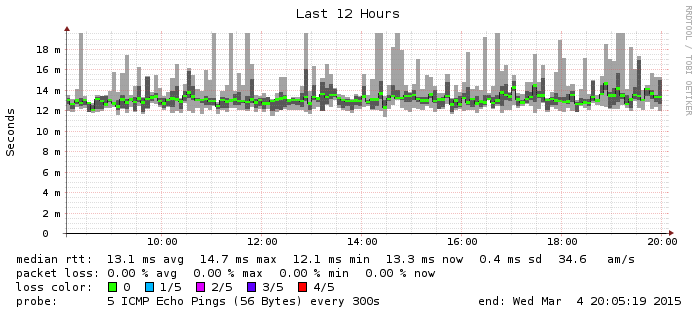 Last 12 Hours
RRDTOOL / TOBI OETIKER
Seconds
18 m
16 m
14 m
12 m
10 m
8 m
6 m
4 m
2 m
0
10:00 12:00 14:00 16:00 18:00 20:00
median rtt: 13.1 ms avg 14.7 ms max 12.1 ms min 13.3 ms now 0.4 ms sd 34.6 am/s
packet loss: 0.00 % avg 0.00 % max 0.00 % min 0.00 % now
loss color: 0 1/5 2/5 3/5 4/5
probe: 5 ICMP Echo Pings (56 Bytes) every 300s end: Wed Mar 4 20:05:19 2015